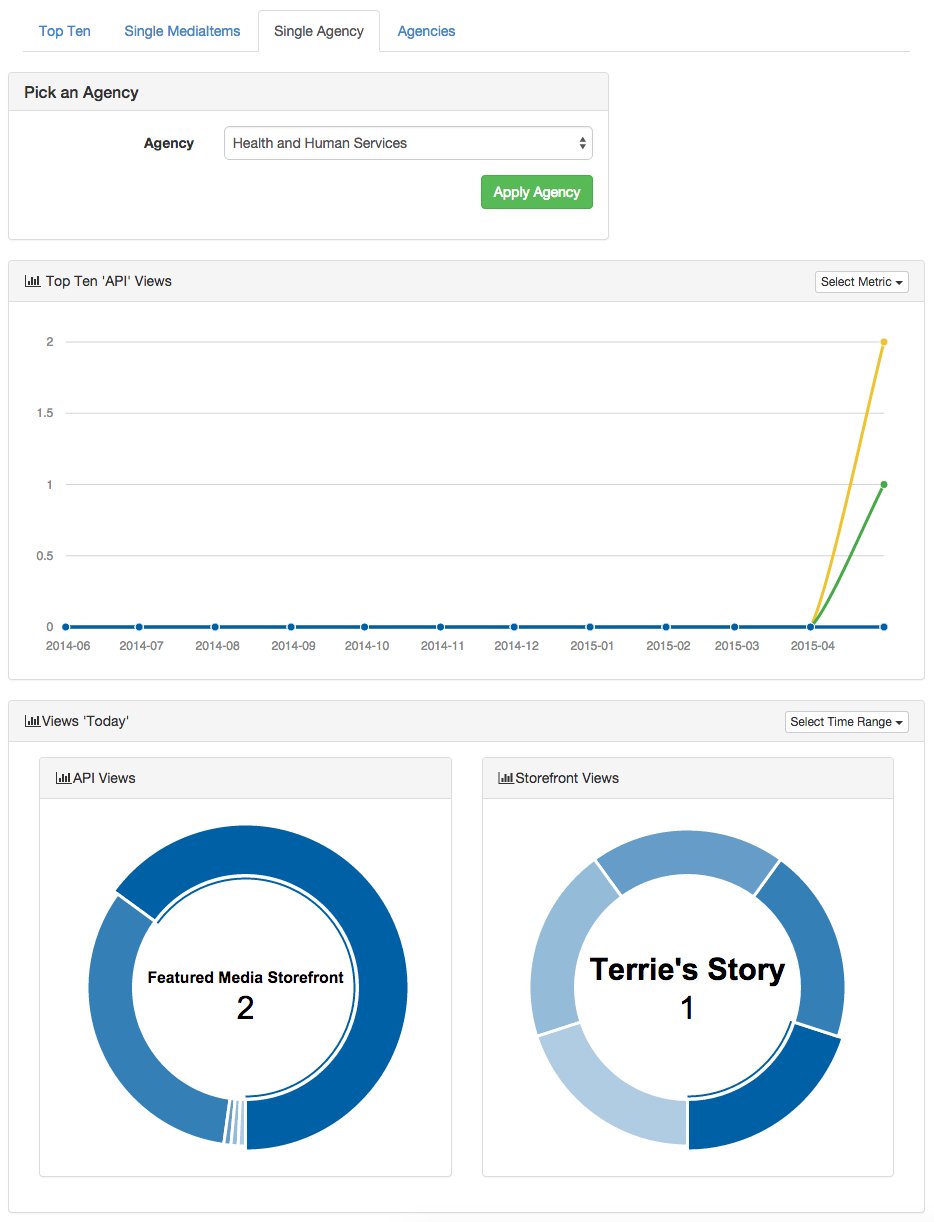 Top Ten Single MediaItems Single Agency Agencies
Pick an Agency
Agency Health and Human Services
Apply Agency
Top Ten 'API' Views Select Metric
2
1.5
1
0.5
0
2014-06 2014-07 2014-08 2014-09 2014-10 2014-11 2014-12 2015-01 2015-02 2015-03 2015-04
Views 'Today' Select Time Range
API Views Storefront Views
Featured Media Storefront
2
Terrie's Story
1